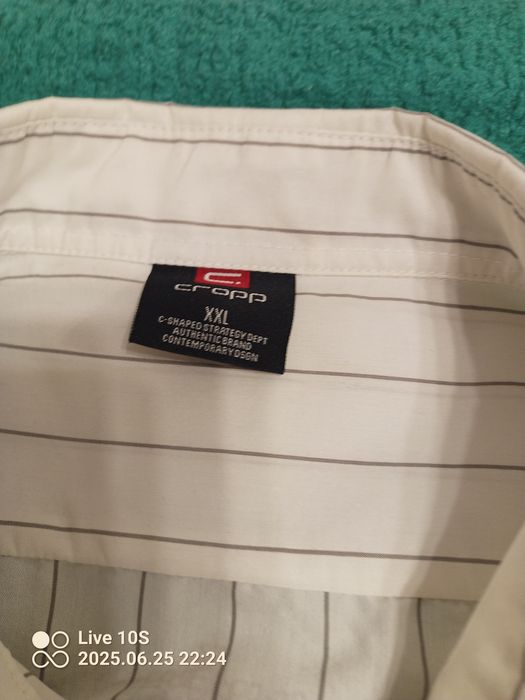 cropp
XXL
C-SHAPED STRATEGY DEPT
AUTHENTIC BRAND
CONTEMPORARY DSGN
Live 10S
2025.06.25 22:24